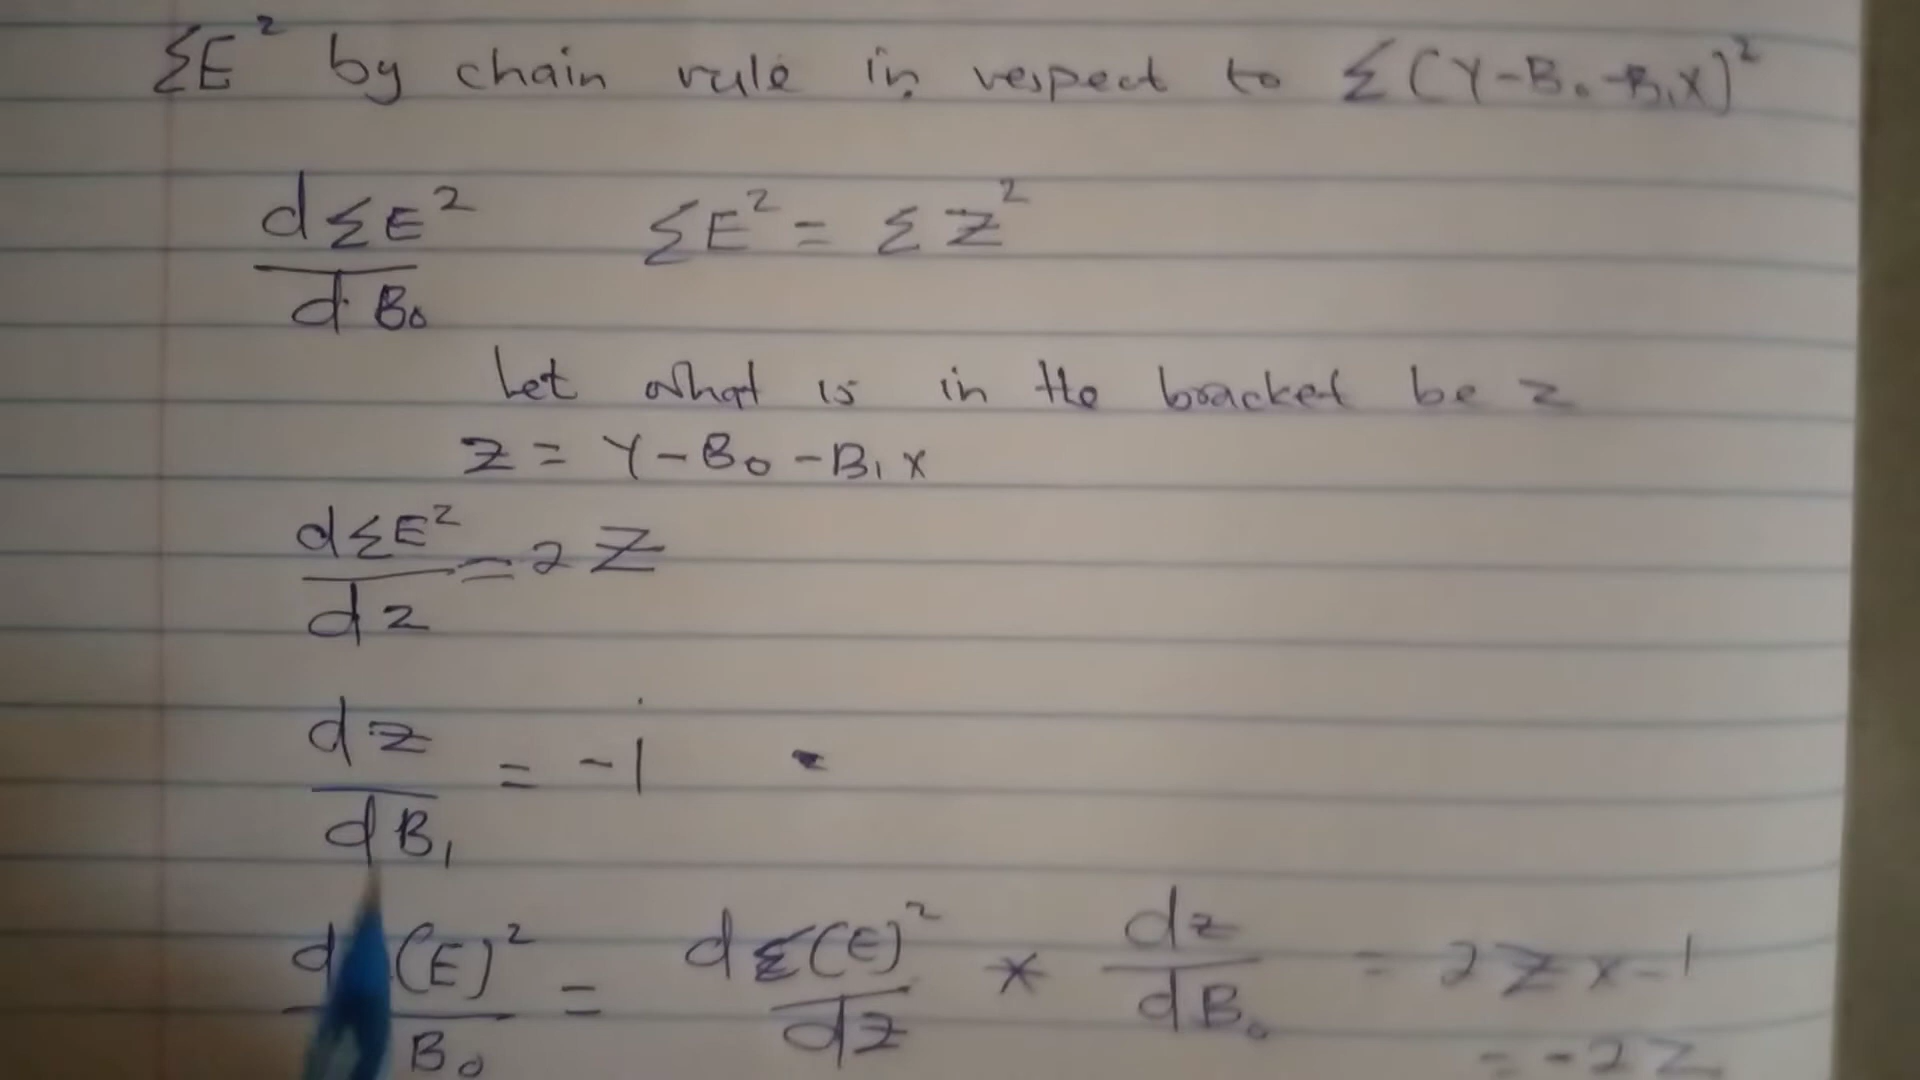 ΣE² by chain rule in respect to Σ(Y-B₀-B₁X)²
dΣE²/dB₀ ΣE² = ΣZ²
Let what is in the bracket be z
z = Y-B₀-B₁x
dΣE²/dz = 2Z
dz/dB₁ = -1
d (E)²/B₀ = dΣ(E)²/dz * dz/dB₀ = 2Zx-1
= -2Z